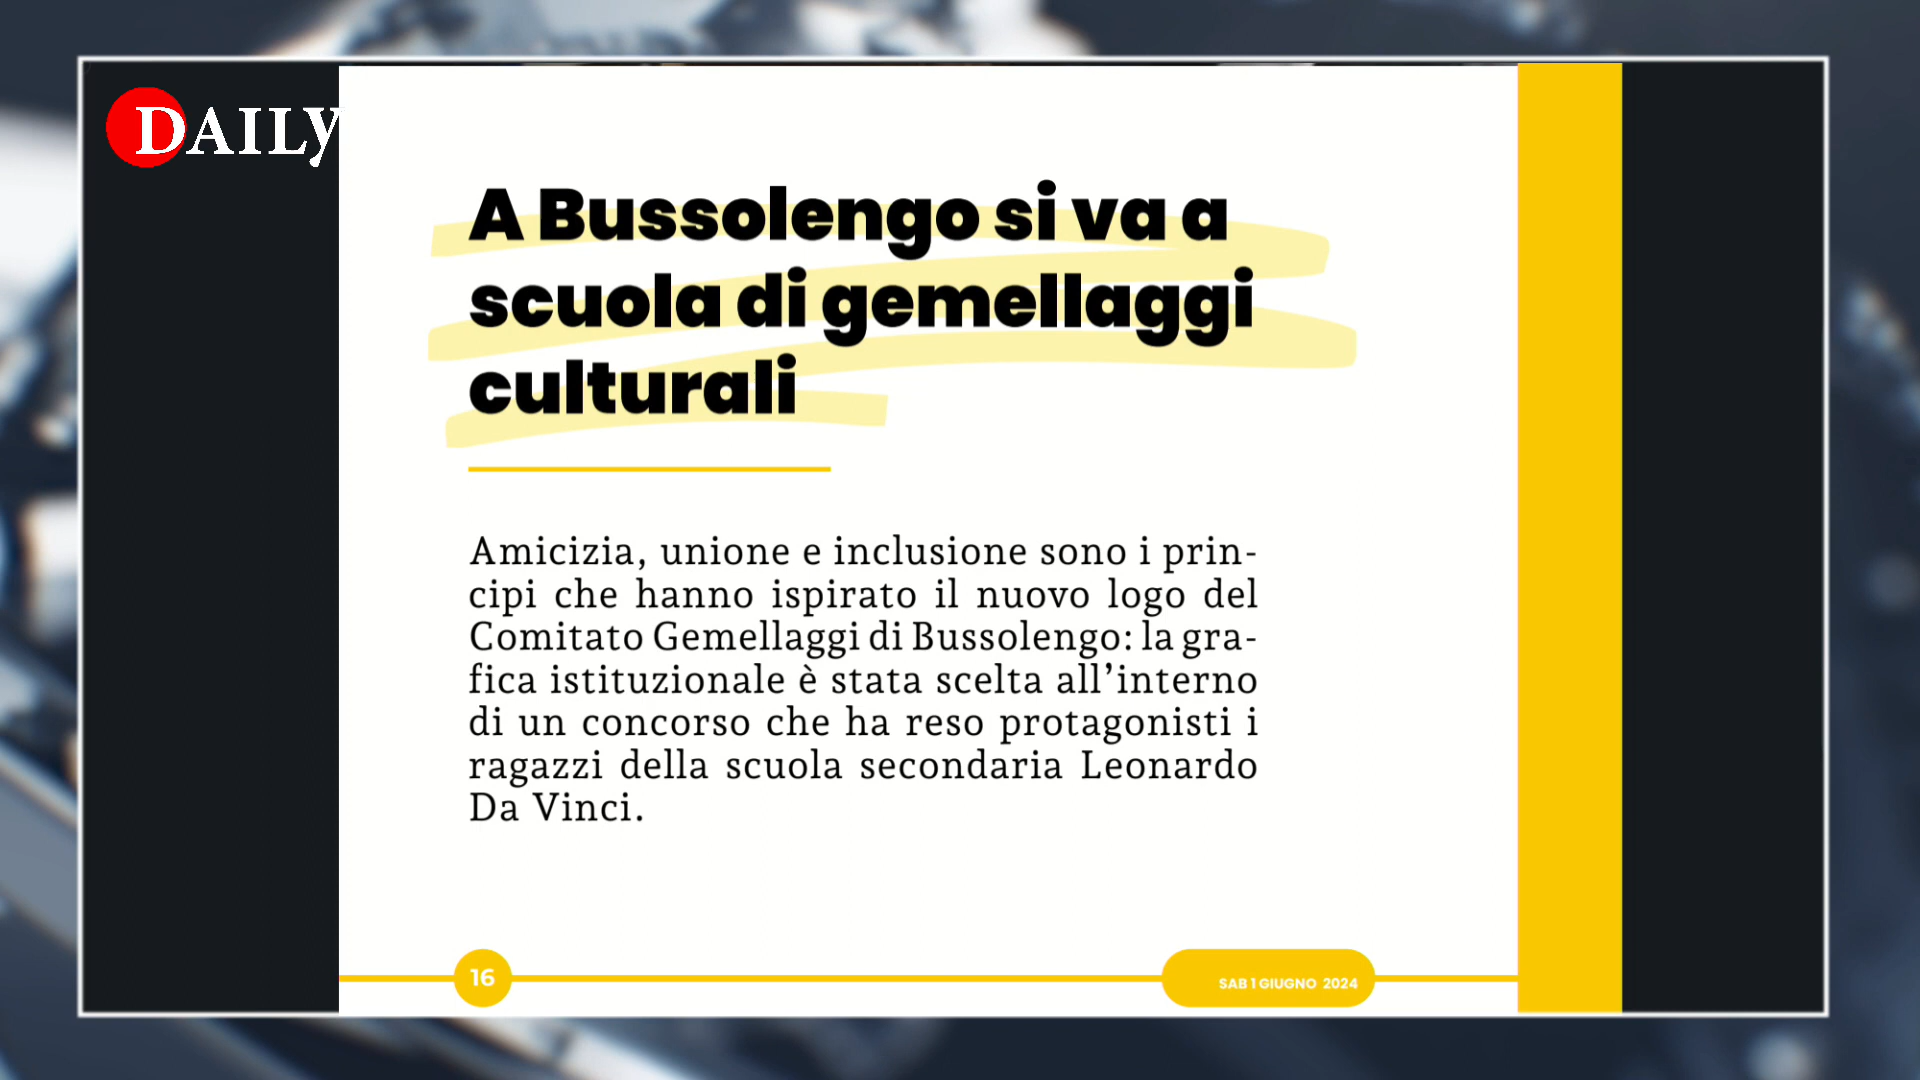 DAILY
A Bussolengo si va a
scuola di gemellaggi
culturali
Amicizia, unione e inclusione sono i prin-
cipi che hanno ispirato il nuovo logo del
Comitato Gemellaggi di Bussolengo: la gra-
fica istituzionale è stata scelta all’interno
di un concorso che ha reso protagonisti i
ragazzi della scuola secondaria Leonardo
Da Vinci.
16
SAB 1 GIUGNO 2024